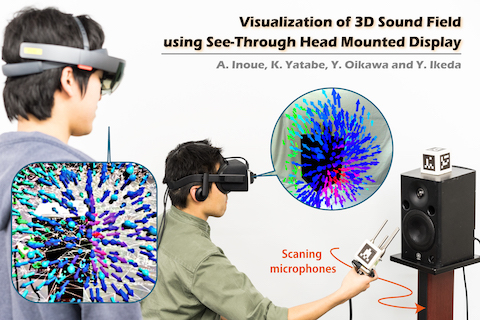 Visualization of 3D Sound Field
using See-Through Head Mounted Display
A. Inoue, K. Yatabe, Y. Oikawa and Y. Ikeda
Scaning
microphones